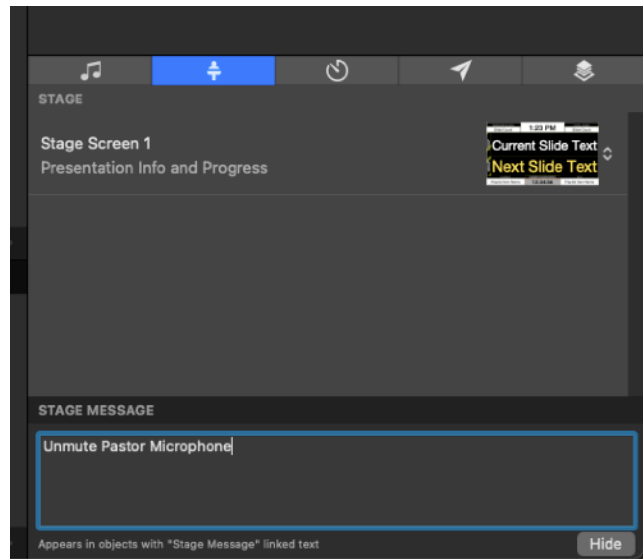 STAGE
Stage Screen 1
Presentation Info and Progress
1:23 PM
Current Slide Text
Next Slide Text
STAGE MESSAGE
Unmute Pastor Microphone
Appears in objects with "Stage Message" linked text
Hide